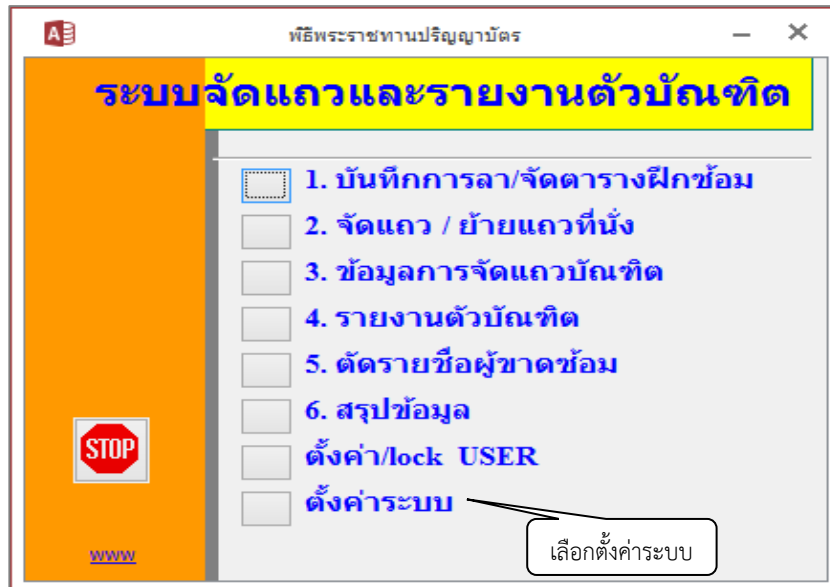 พิธีพระราชทานปริญญาบัตร
ระบบจัดแถวและรายงานตัวบัณฑิต
1. บันทึกการลา/จัดตารางฝึกซ้อม
2. จัดแถว / ย้ายแถวที่นั่ง
3. ข้อมูลการจัดแถวบัณฑิต
4. รายงานตัวบัณฑิต
5. ตัดรายชื่อผู้ขาดซ้อม
6. สรุปข้อมูล
STOP
ตั้งค่า/lock USER
ตั้งค่าระบบ
เลือกตั้งค่าระบบ
www